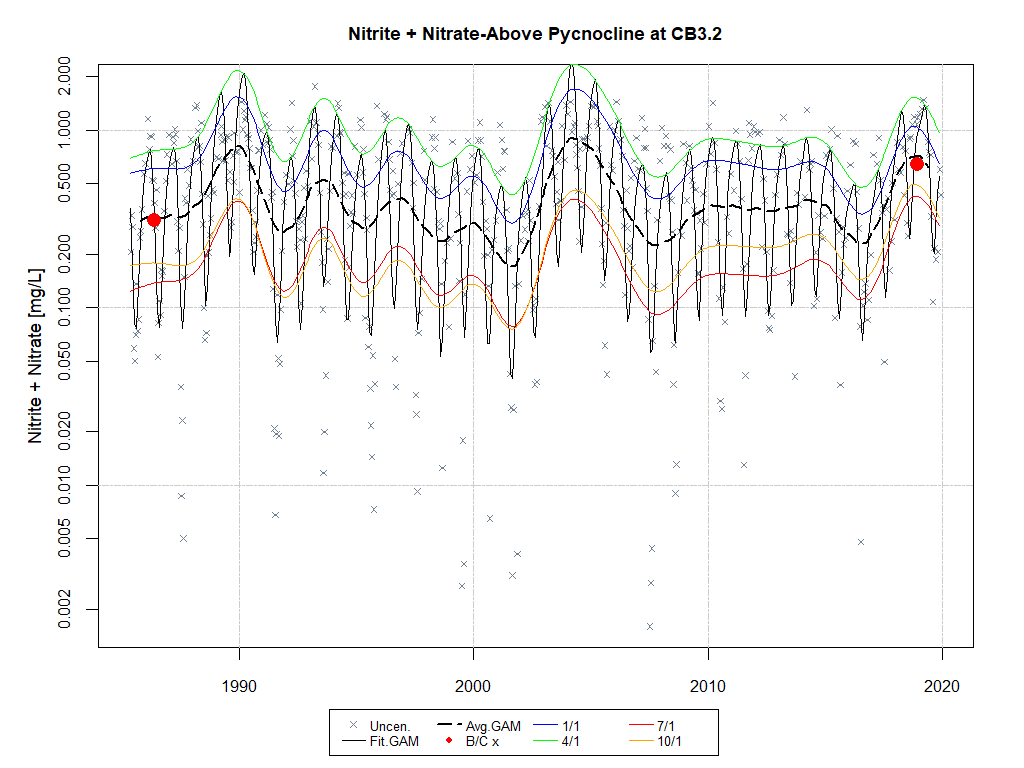 Nitrite + Nitrate-Above Pycnocline at CB3.2
Nitrite + Nitrate [mg/L]
2.000
1.000
0.500
0.200
0.100
0.050
0.020
0.010
0.005
0.002
1990 2000 2010 2020
Uncen. Avg.GAM 1/1 7/1
Fit.GAM B/C x 4/1 10/1